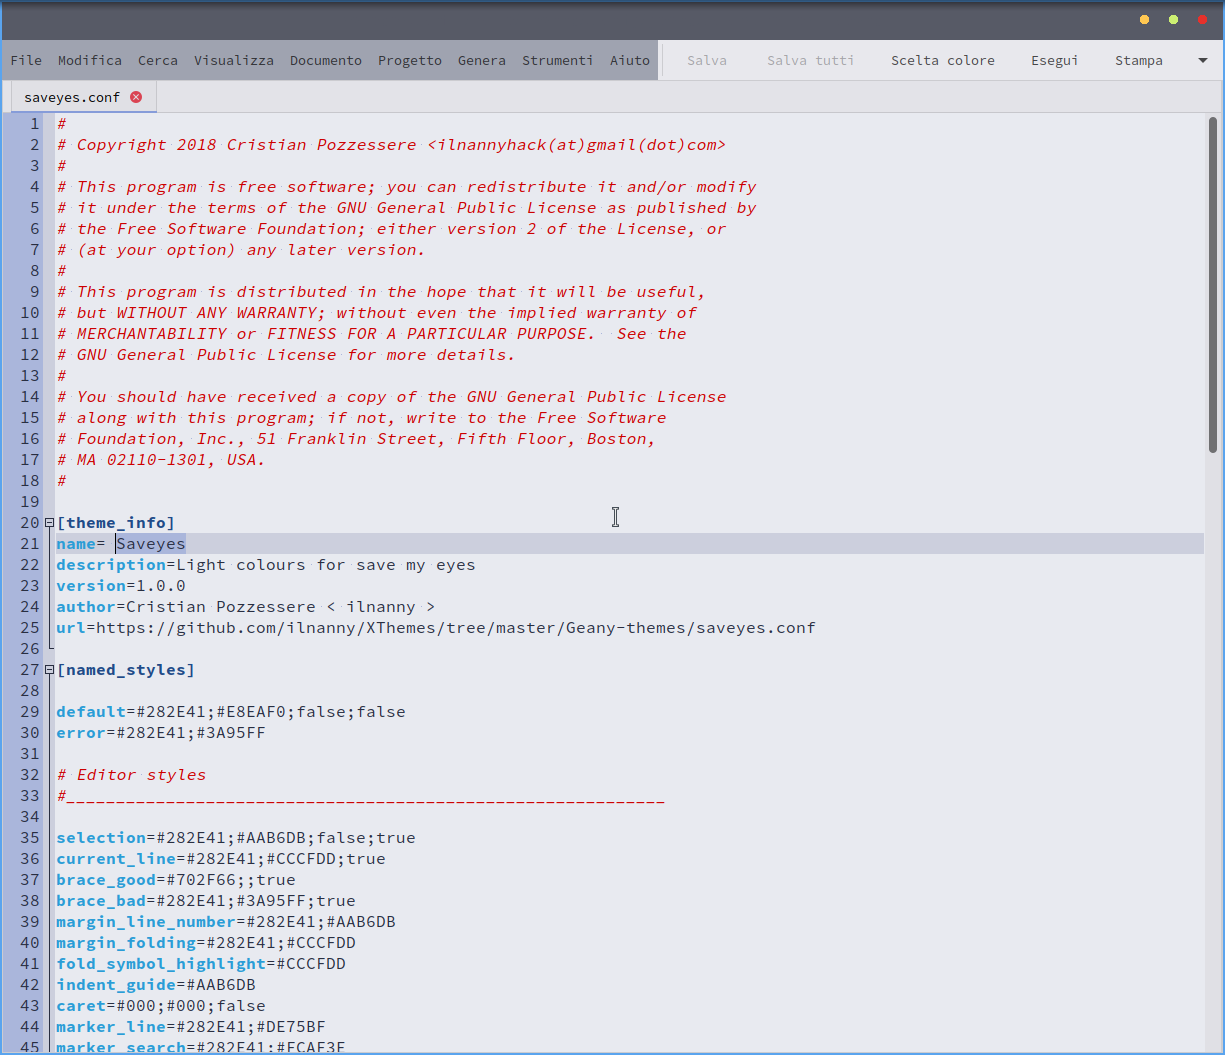 File Modifica Cerca Visualizza Documento Progetto Genera Strumenti Aiuto Salva Salva tutti Scelta colore Esegui Stampa
saveyes.conf
1 #
2 # Copyright 2018 Cristian Pozzessere <ilnannyhack(at)gmail(dot)com>
3 #
4 # This program is free software; you can redistribute it and/or modify
5 # it under the terms of the GNU General Public License as published by
6 # the Free Software Foundation; either version 2 of the License, or
7 # (at your option) any later version.
8 #
9 # This program is distributed in the hope that it will be useful,
10 # but WITHOUT ANY WARRANTY; without even the implied warranty of
11 # MERCHANTABILITY or FITNESS FOR A PARTICULAR PURPOSE.  See the
12 # GNU General Public License for more details.
13 #
14 # You should have received a copy of the GNU General Public License
15 # along with this program; if not, write to the Free Software
16 # Foundation, Inc., 51 Franklin Street, Fifth Floor, Boston,
17 # MA 02110-1301, USA.
18 #
19
20 [theme_info]
21 name= Saveyes
22 description=Light colours for save my eyes
23 version=1.0.0
24 author=Cristian Pozzessere < ilnanny >
25 url=https://github.com/ilnanny/XThemes/tree/master/Geany-themes/saveyes.conf
26
27 [named_styles]
28
29 default=#282E41;#E8EAF0;false;false
30 error=#282E41;#3A95FF
31
32 # Editor styles
33 #____________________________________________________________
34
35 selection=#282E41;#AAB6DB;false;true
36 current_line=#282E41;#CCCFDD;true
37 brace_good=#702F66;;true
38 brace_bad=#282E41;#3A95FF;true
39 margin_line_number=#282E41;#AAB6DB
40 margin_folding=#282E41;#CCCFDD
41 fold_symbol_highlight=#CCCFDD
42 indent_guide=#AAB6DB
43 caret=#000;#000;false
44 marker_line=#282E41;#DE75BF
45 marker_search=#282E41;#FCAF3E